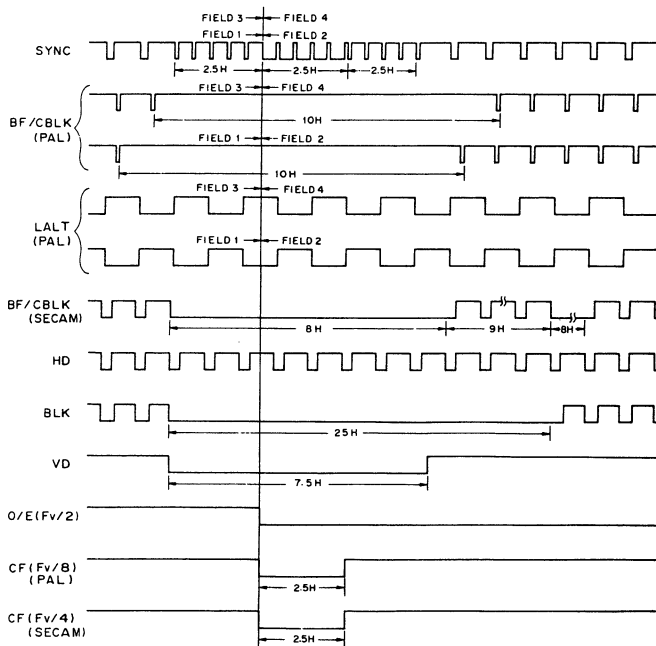 FIELD 3 FIELD 4
FIELD 1 FIELD 2
SYNC
2.5H 2.5H 2.5H
FIELD 3 FIELD 4
BF/CBLK
(PAL)
10H
FIELD 1 FIELD 2
10H
FIELD 3 FIELD 4
LALT
(PAL)
FIELD 1 FIELD 2
BF/CBLK
(SECAM)
8H 9H 8H
HD
BLK
25H
VD
7.5H
O/E(Fv/2)
CF(Fv/8)
(PAL)
2.5H
CF(Fv/4)
(SECAM)
2.5H